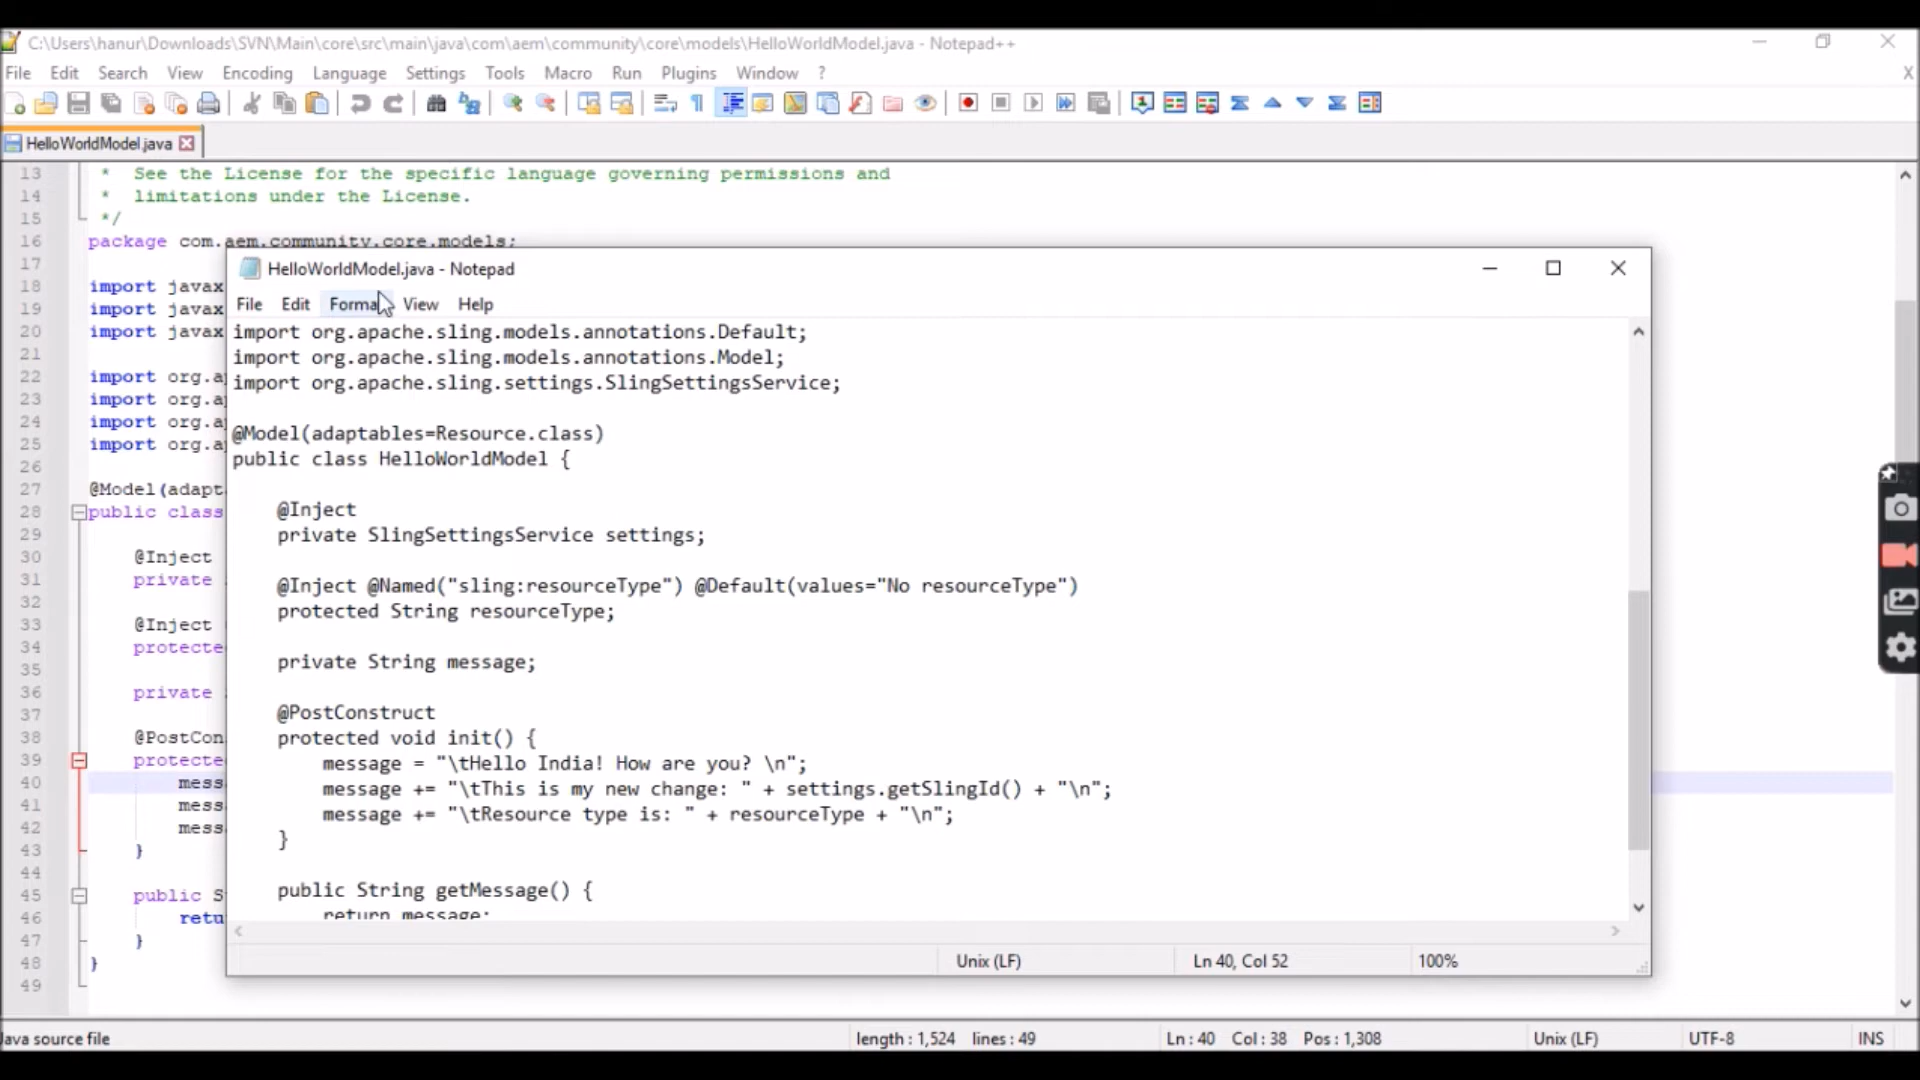 C:\Users\hanur\Downloads\SVN\Main\core\src\main\java\com\aem\community\core\models\HelloWorldModel.java - Notepad++
File Edit Search View Encoding Language Settings Tools Macro Run Plugins Window ? X
HelloWorldModel.java
13 * See the License for the specific language governing permissions and
14 * limitations under the License.
15 */
16 package com.aem.community.core.models;
17
18 import javax
19 import javax
20 import javax
21
22 import org.a
23 import org.a
24 import org.a
25 import org.a
26
27 @Model(adapt
28 public class
29
30 @Inject
31 private
32
33 @Inject
34 protecte
35
36 private
37
38 @PostCon
39 protecte
40 mess
41 mess
42 mess
43 }
44
45 public S
46 retu
47 }
48 }
49
HelloWorldModel.java - Notepad
File Edit Forma View Help
import org.apache.sling.models.annotations.Default;
import org.apache.sling.models.annotations.Model;
import org.apache.sling.settings.SlingSettingsService;
@Model(adaptables=Resource.class)
public class HelloWorldModel {
@Inject
private SlingSettingsService settings;
@Inject @Named("sling:resourceType") @Default(values="No resourceType")
protected String resourceType;
private String message;
@PostConstruct
protected void init() {
message = "\tHello India! How are you? \n";
message += "\tThis is my new change: " + settings.getSlingId() + "\n";
message += "\tResource type is: " + resourceType + "\n";
}
public String getMessage() {
return message;
Unix (LF) Ln 40, Col 52 100%
Java source file length : 1,524 lines : 49 Ln : 40 Col : 38 Pos : 1,308 Unix (LF) UTF-8 INS